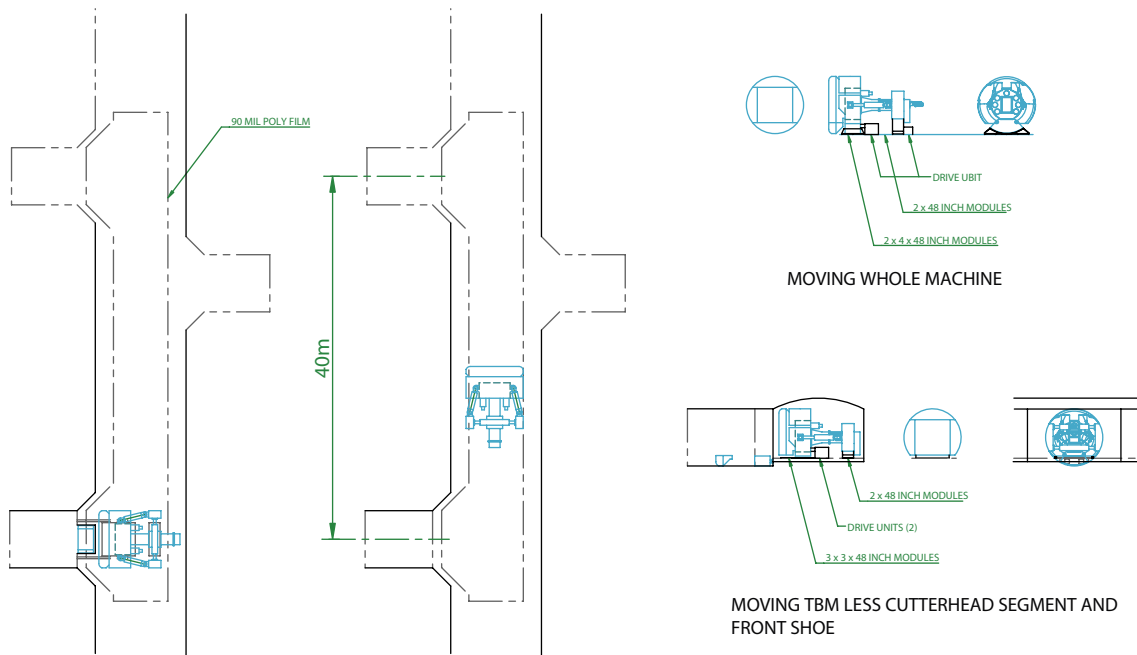 90 MIL POLY FILM
40m
DRIVE UBIT
2 x 48 INCH MODULES
2 x 4 x 48 INCH MODULES
MOVING WHOLE MACHINE
2 x 48 INCH MODULES
DRIVE UNITS (2)
3 x 3 x 48 INCH MODULES
MOVING TBM LESS CUTTERHEAD SEGMENT AND
FRONT SHOE